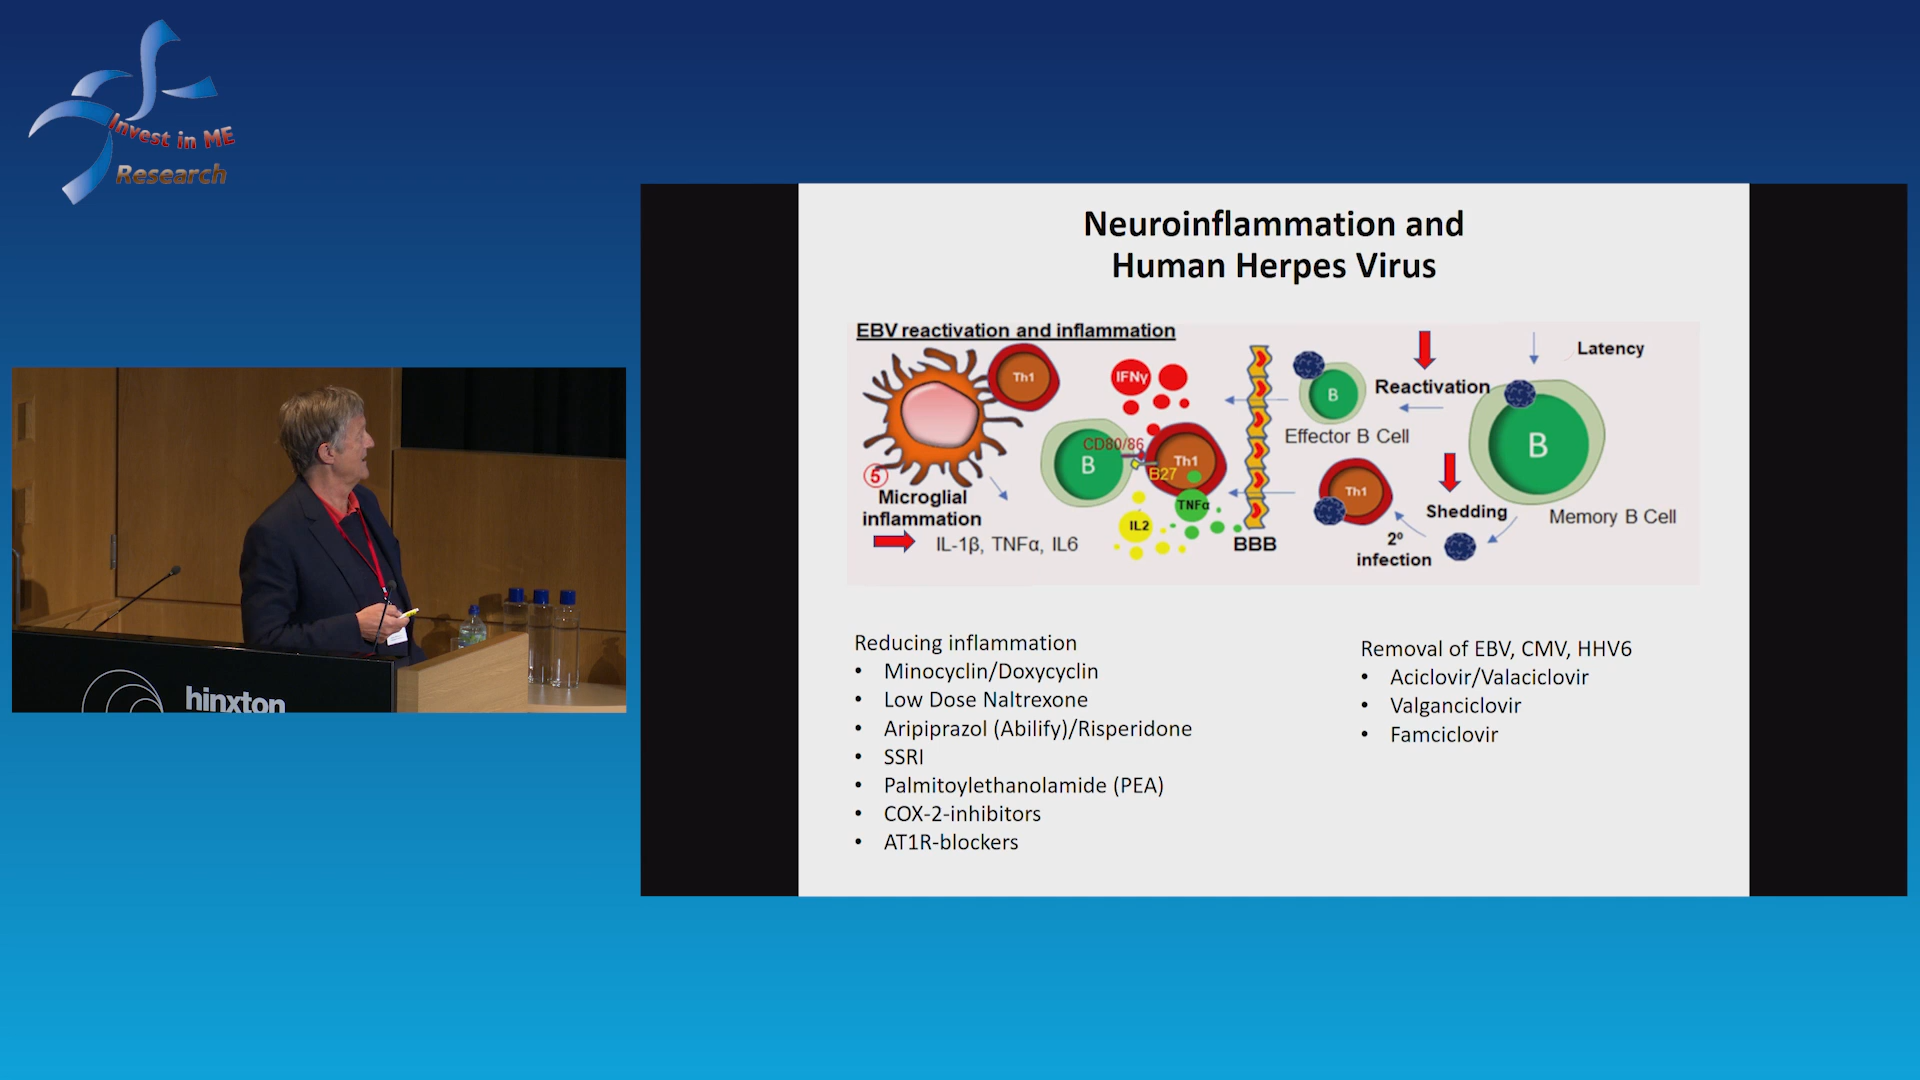 Invest in ME
Research
hinxton
Neuroinflammation and
Human Herpes Virus
EBV reactivation and inflammation
Th1
IFNγ
B
CD80/86
Th1
B27
TNFα
IL2
5
Microglial
inflammation
IL-1β, TNFα, IL6
BBB
B
Effector B Cell
Reactivation
Latency
B
Memory B Cell
Th1
Shedding
2º
infection
Reducing inflammation
• Minocyclin/Doxycyclin
• Low Dose Naltrexone
• Aripiprazol (Abilify)/Risperidone
• SSRI
• Palmitoylethanolamide (PEA)
• COX-2-inhibitors
• AT1R-blockers
Removal of EBV, CMV, HHV6
• Aciclovir/Valaciclovir
• Valganciclovir
• Famciclovir